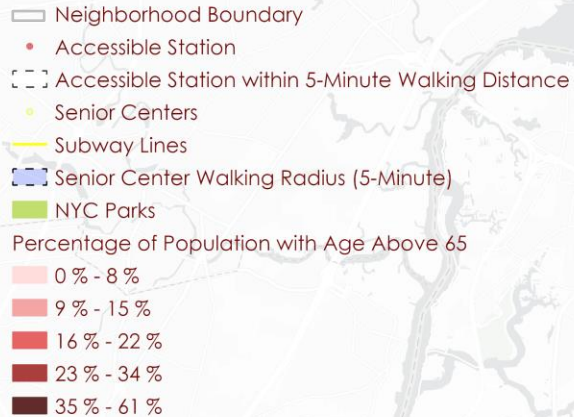 Neighborhood Boundary
Accessible Station
Accessible Station within 5-Minute Walking Distance
Senior Centers
Subway Lines
Senior Center Walking Radius (5-Minute)
NYC Parks
Percentage of Population with Age Above 65
0 % - 8 %
9 % - 15 %
16 % - 22 %
23 % - 34 %
35 % - 61 %